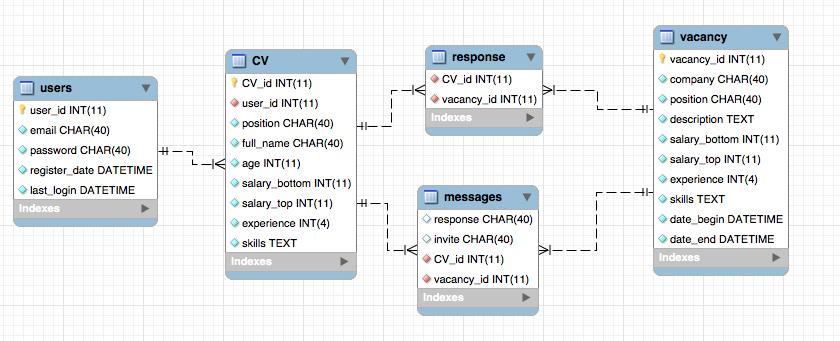 users
user_id INT(11)
email CHAR(40)
password CHAR(40)
register_date DATETIME
last_login DATETIME
Indexes
CV
CV_id INT(11)
user_id INT(11)
position CHAR(40)
full_name CHAR(40)
age INT(11)
salary_bottom INT(11)
salary_top INT(11)
experience INT(4)
skills TEXT
Indexes
response
CV_id INT(11)
vacancy_id INT(11)
Indexes
messages
response CHAR(40)
invite CHAR(40)
CV_id INT(11)
vacancy_id INT(11)
Indexes
vacancy
vacancy_id INT(11)
company CHAR(40)
position CHAR(40)
description TEXT
salary_bottom INT(11)
salary_top INT(11)
experience INT(4)
skills TEXT
date_begin DATETIME
date_end DATETIME
Indexes